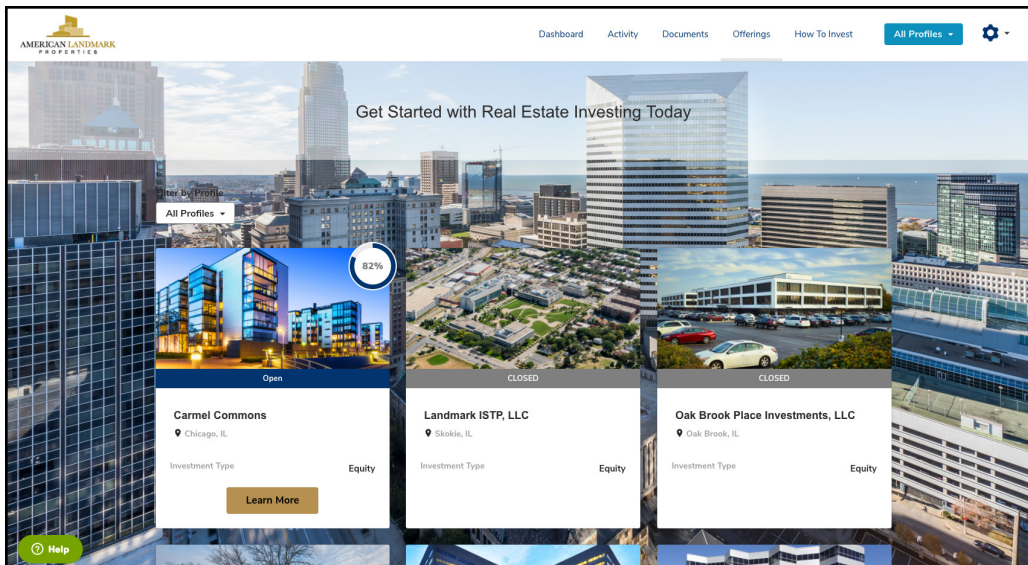 AMERICAN LANDMARK
PROPERTIES
Dashboard Activity Documents Offerings How To Invest All Profiles
Get Started with Real Estate Investing Today
Filter by Profile
All Profiles
82%
Open CLOSED CLOSED
Carmel Commons Landmark ISTP, LLC Oak Brook Place Investments, LLC
Chicago, IL Skokie, IL Oak Brook, IL
Investment Type Equity Investment Type Equity Investment Type Equity
Learn More
Help